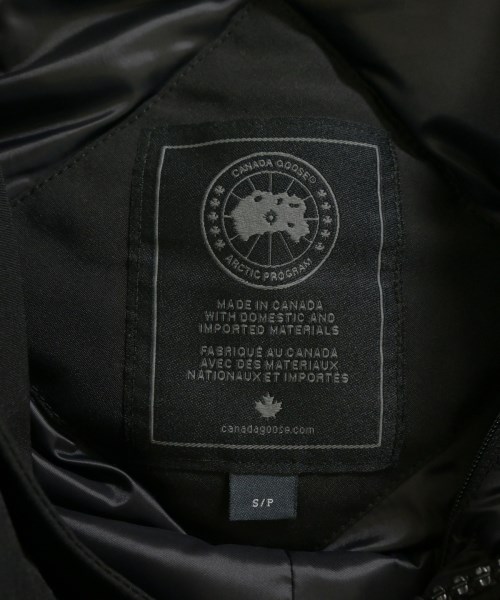 CANADA GOOSE®
ARCTIC PROGRAM
MADE IN CANADA
WITH DOMESTIC AND
IMPORTED MATERIALS
FABRIQUÉ AU CANADA
AVEC DES MATÉRIAUX
NATIONAUX ET IMPORTÉS
canadagoose.com
S/P